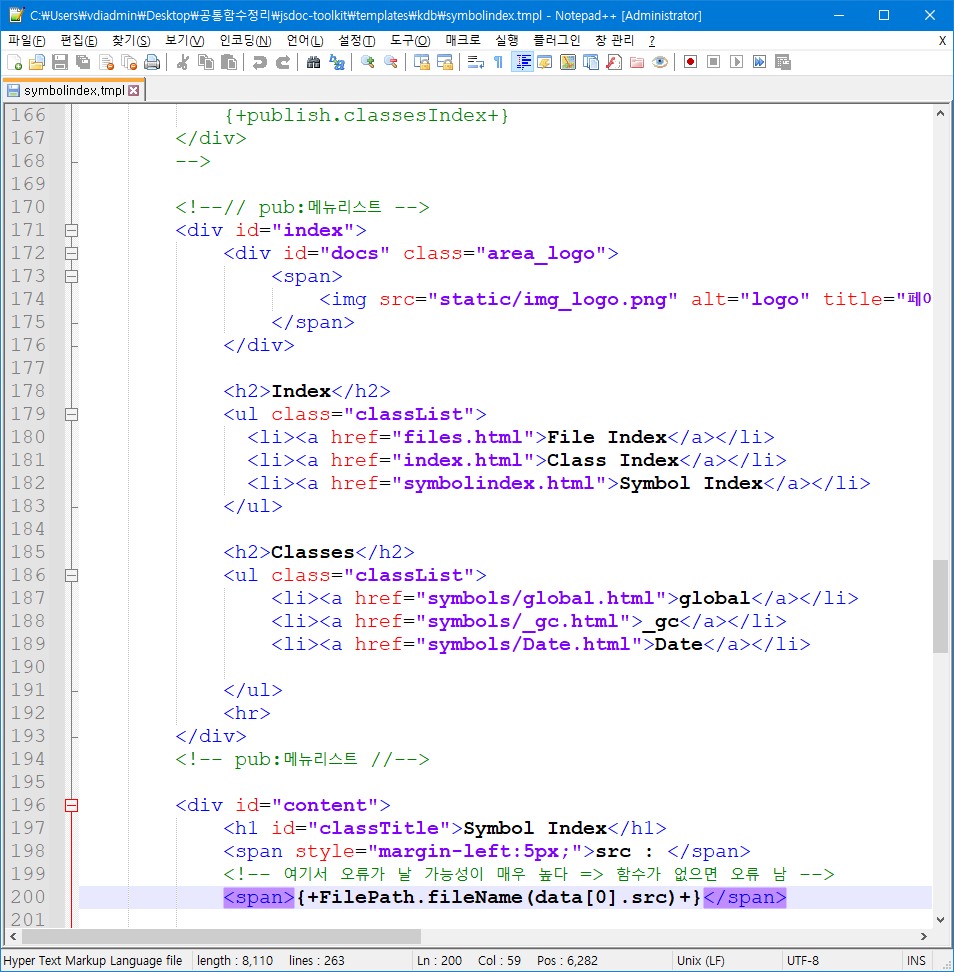 C:₩Users₩vdiadmin₩Desktop₩공통함수정리₩jsdoc-toolkit₩templates₩kdb₩symbolindex.tmpl - Notepad++ [Administrator]
파일(F) 편집(E) 찾기(S) 보기(V) 인코딩(N) 언어(L) 설정(T) 도구(O) 매크로 실행 플러그인 창 관리 ? X
symbolindex.tmpl
166 {+publish.classesIndex+}
167 </div>
168 -->
169
170 <!--// pub:메뉴리스트 -->
171 <div id="index">
172 <div id="docs" class="area_logo">
173 <span>
174 <img src="static/img_logo.png" alt="logo" title="페이
175 </span>
176 </div>
177
178 <h2>Index</h2>
179 <ul class="classList">
180 <li><a href="files.html">File Index</a></li>
181 <li><a href="index.html">Class Index</a></li>
182 <li><a href="symbolindex.html">Symbol Index</a></li>
183 </ul>
184
185 <h2>Classes</h2>
186 <ul class="classList">
187 <li><a href="symbols/global.html">global</a></li>
188 <li><a href="symbols/_gc.html">_gc</a></li>
189 <li><a href="symbols/Date.html">Date</a></li>
190
191 </ul>
192 <hr>
193 </div>
194 <!-- pub:메뉴리스트 //-->
195
196 <div id="content">
197 <h1 id="classTitle">Symbol Index</h1>
198 <span style="margin-left:5px;">src : </span>
199 <!-- 여기서 오류가 날 가능성이 매우 높다 => 함수가 없으면 오류 남 -->
200 <span>{+FilePath.fileName(data[0].src)+}</span>
201
Hyper Text Markup Language file length : 8,110 lines : 263 Ln : 200 Col : 59 Pos : 6,282 Unix (LF) UTF-8 INS